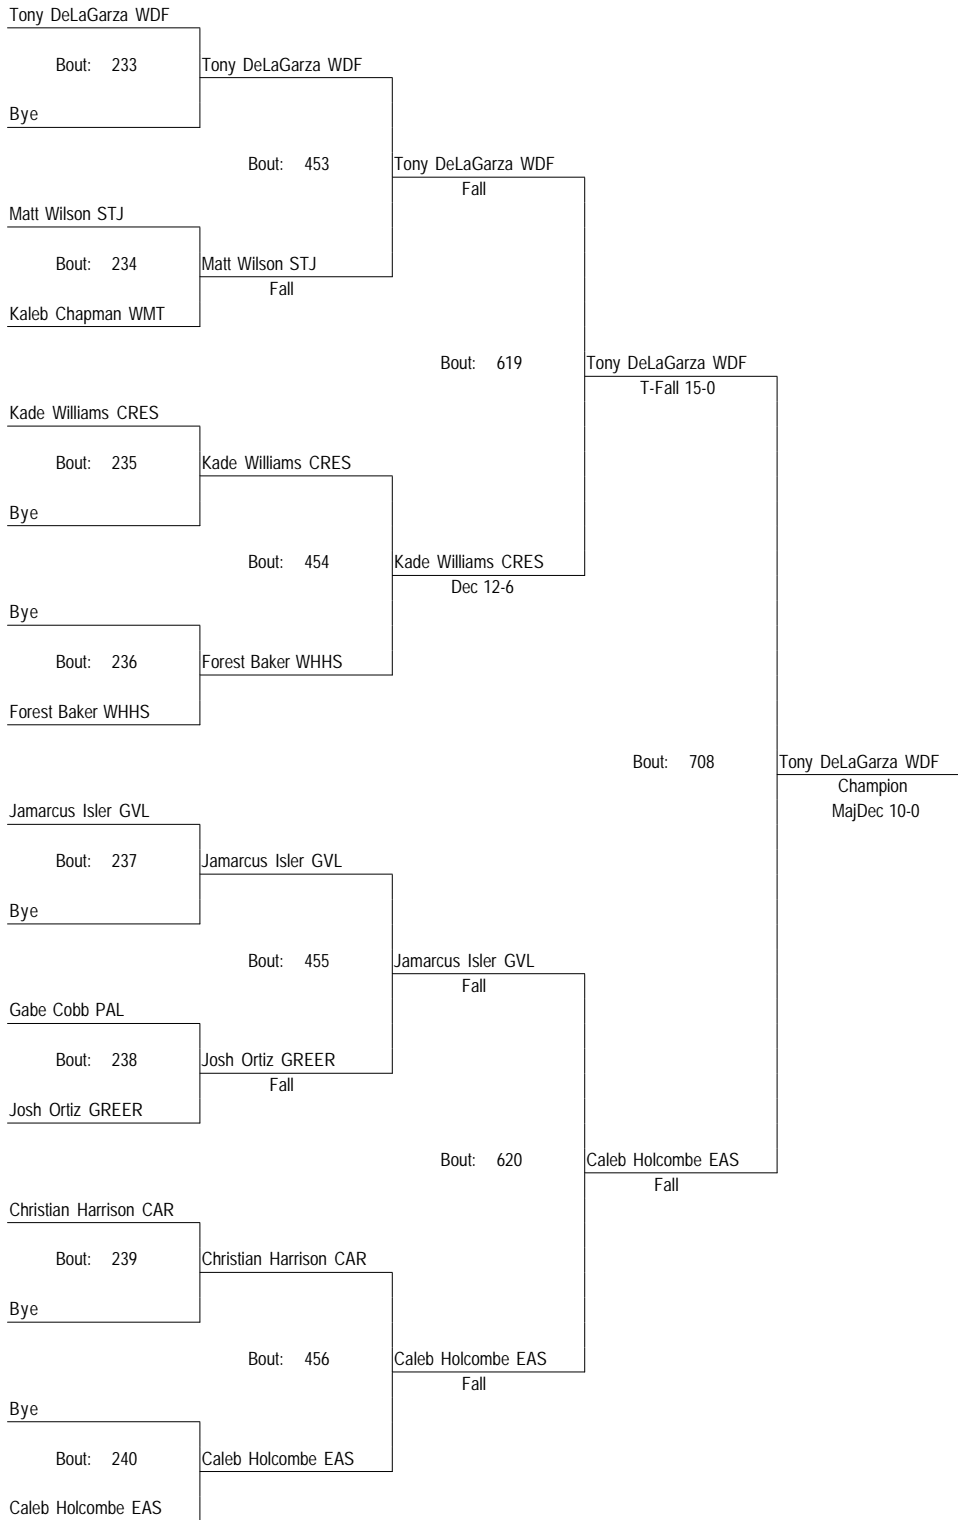 Tony DeLaGarza WDF
Bout: 233
Tony DeLaGarza WDF
Bye
Bout: 453
Tony DeLaGarza WDF
Fall
Matt Wilson STJ
Bout: 234
Matt Wilson STJ
Fall
Kaleb Chapman WMT
Bout: 619
Tony DeLaGarza WDF
T-Fall 15-0
Kade Williams CRES
Bout: 235
Kade Williams CRES
Bye
Bout: 454
Kade Williams CRES
Dec 12-6
Bye
Bout: 236
Forest Baker WHHS
Forest Baker WHHS
Bout: 708
Tony DeLaGarza WDF
Champion
MajDec 10-0
Jamarcus Isler GVL
Bout: 237
Jamarcus Isler GVL
Bye
Bout: 455
Jamarcus Isler GVL
Fall
Gabe Cobb PAL
Bout: 238
Josh Ortiz GREER
Fall
Josh Ortiz GREER
Bout: 620
Caleb Holcombe EAS
Fall
Christian Harrison CAR
Bout: 239
Christian Harrison CAR
Bye
Bout: 456
Caleb Holcombe EAS
Fall
Bye
Bout: 240
Caleb Holcombe EAS
Caleb Holcombe EAS